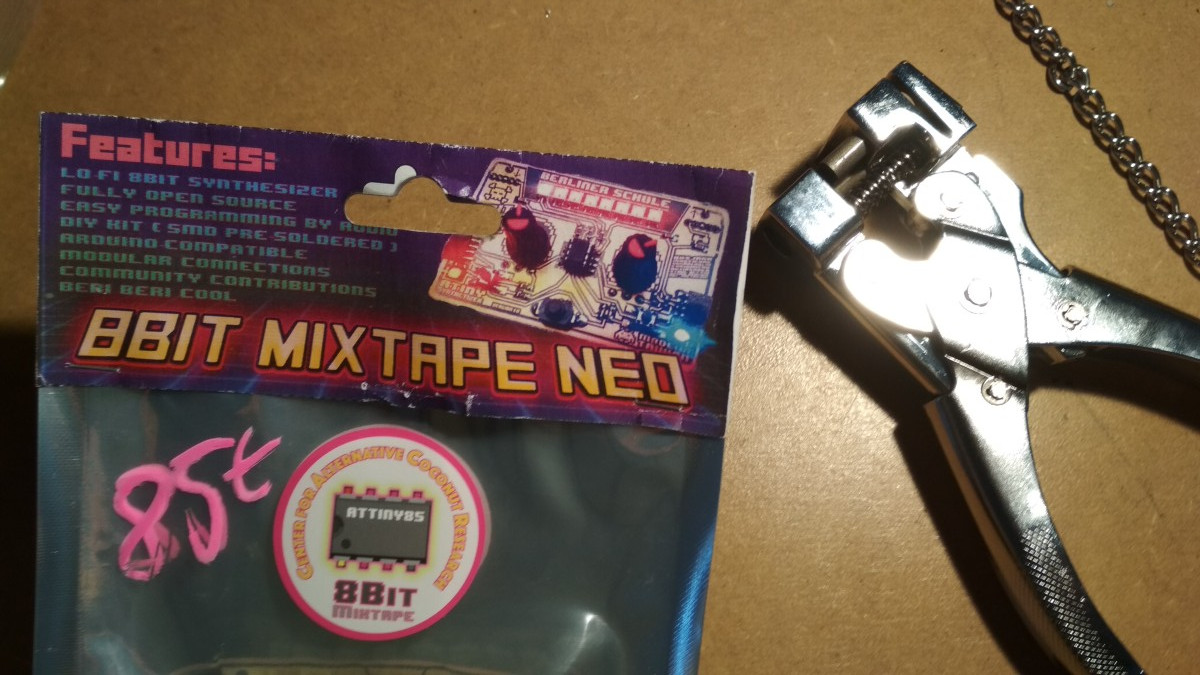 Features:
LO-FI 8BIT SYNTHESIZER
FULLY OPEN SOURCE
EASY PROGRAMMING BY AUDIO
DIY KIT ( SMD PRE-SOLDERED )
ARDUINO-COMPATIBLE
MODULAR CONNECTIONS
COMMUNITY CONTRIBUTIONS
BERI BERI COOL
BERLINER SCHULE
ATTINY
8BIT MIXTAPE NEO
85t
CENTER FOR ALTERNATIVE COCONUT RESEARCH
ATTINY85
8BIT
MIXTAPE